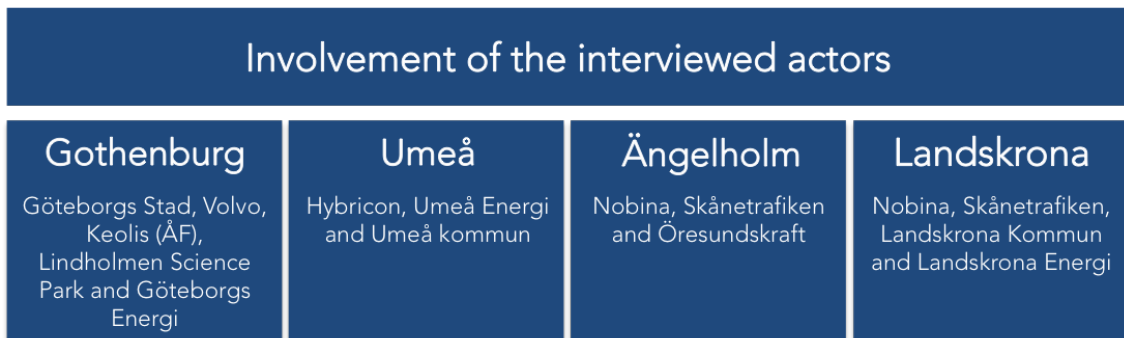 Involvement of the interviewed actors
Gothenburg
Göteborgs Stad, Volvo,
Keolis (ÅF),
Lindholmen Science
Park and Göteborgs
Energi
Umeå
Hybricon, Umeå Energi
and Umeå kommun
Ängelholm
Nobina, Skånetrafiken
and Öresundskraft
Landskrona
Nobina, Skånetrafiken,
Landskrona Kommun
and Landskrona Energi